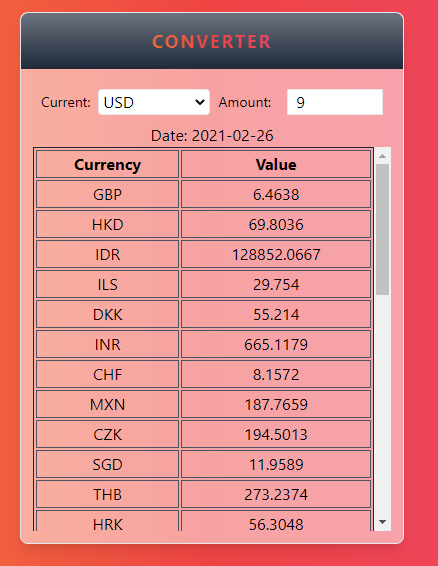 CONVERTER
Current: USD Amount: 9
Date: 2021-02-26
Currency Value
GBP 6.4638
HKD 69.8036
IDR 128852.0667
ILS 29.754
DKK 55.214
INR 665.1179
CHF 8.1572
MXN 187.7659
CZK 194.5013
SGD 11.9589
THB 273.2374
HRK 56.3048